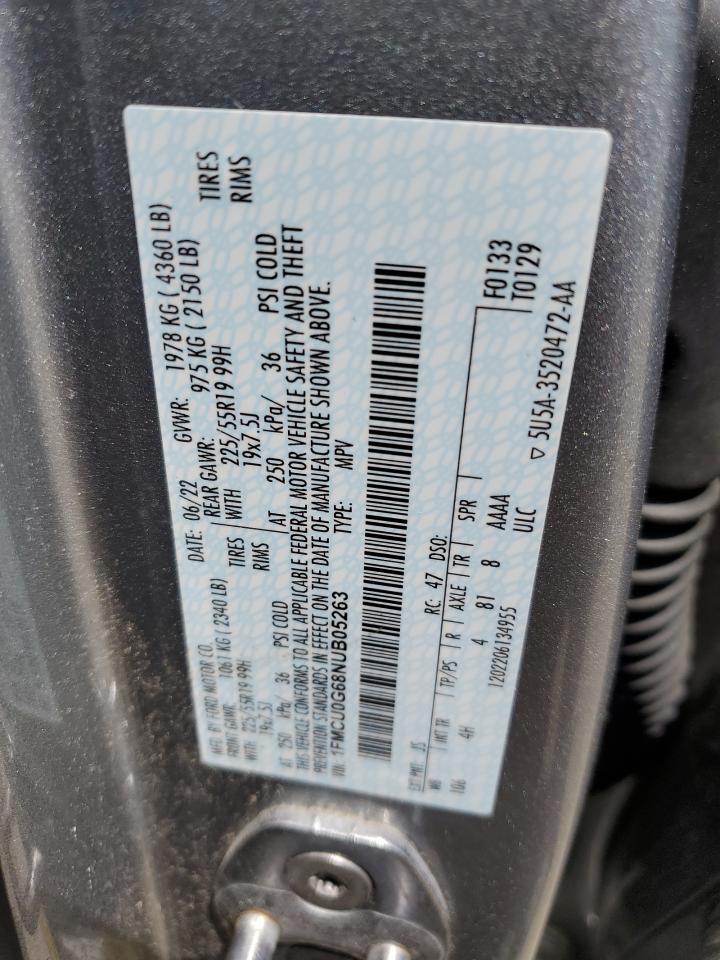 MFD. BY FORD MOTOR CO. DATE: 06/22 GVWR: 1978 KG ( 4360 LB)
FRONT GAWR: 1061 KG ( 2340 LB) REAR GAWR: 975 KG ( 2150 LB)
WITH 225/55R19 99H TIRES WITH 225/55R19 99H TIRES
19x7.5J RIMS 19x7.5J RIMS
AT 250 kPa/ 36 PSI COLD AT 250 kPa/ 36 PSI COLD
THIS VEHICLE CONFORMS TO ALL APPLICABLE FEDERAL MOTOR VEHICLE SAFETY AND THEFT
PREVENTION STANDARDS IN EFFECT ON THE DATE OF MANUFACTURE SHOWN ABOVE.
VIN: 1FMCU0G68NUB05263 TYPE: MPV
EXT PNT: JS RC: 47 DSO:
WB INT TR TP/PS R AXLE TR SPR F0133
106 4H 4 81 8 AAAA T0129
1202206134955 ULC
▽ 5U5A-3520472-AA